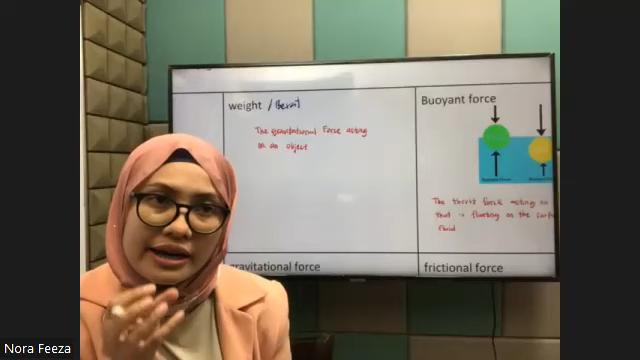 weight / Berat
The gravitational force acting
on an object
Buoyant force
The thrust force acting on
that is floating on the surf
fluid
gravitational force
frictional force
Nora Feeza